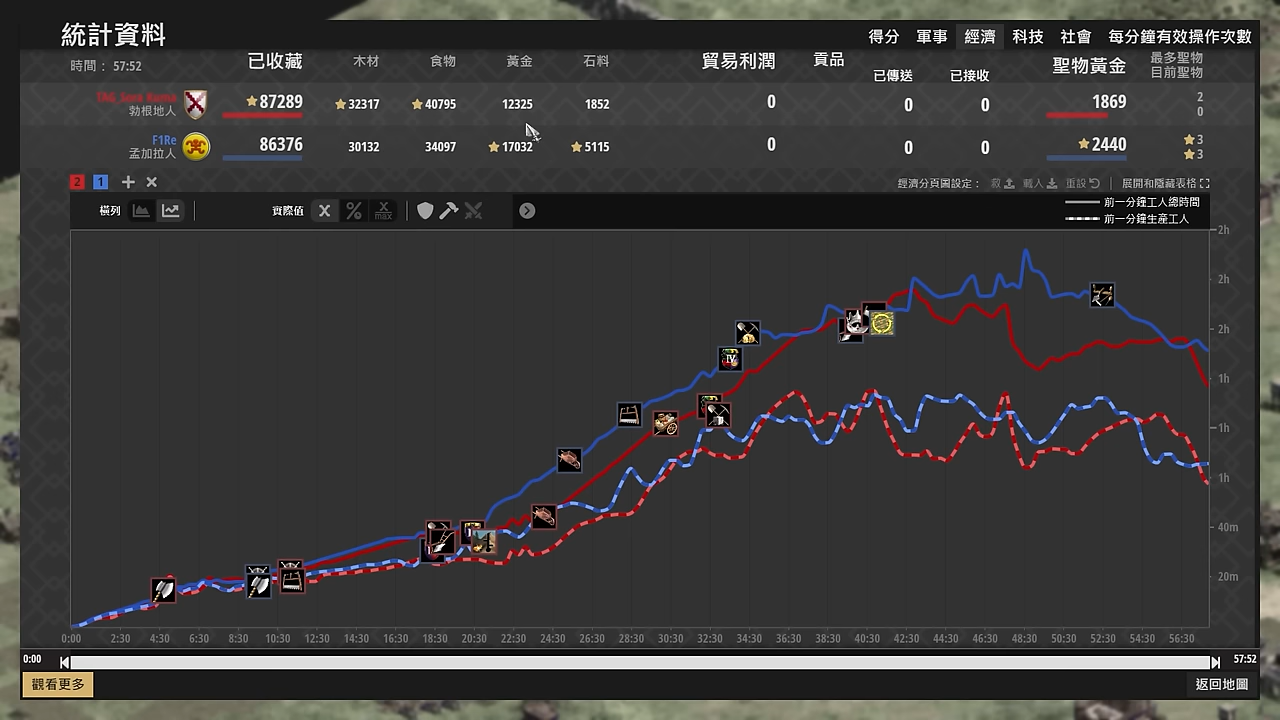 統計資料
得分 軍事 經濟 科技 社會 每分鐘有效操作次數
時間： 57:52
已收藏 木材 食物 黃金 石料 貿易利潤 貢品 已傳送 已接收 聖物黃金 最多聖物
目前聖物
87289 32317 40795 12325 1852 0 0 0 1869 2
勃根地人 0
F1Re 86376 30132 34097 17032 5115 0 0 0 2440 3
孟加拉人 3
2 1
經濟分頁圖設定： 載入 重設 展開和隱藏表格
橫列 實際值 X % X max
前一分鐘工人總時間
前一分鐘生產工人
2h
2h
2h
1h
1h
1h
40m
20m
IV
0:00 2:30 4:30 6:30 8:30 10:30 12:30 14:30 16:30 18:30 20:30 22:30 24:30 26:30 28:30 30:30 32:30 34:30 36:30 38:30 40:30 42:30 44:30 46:30 48:30 50:30 52:30 54:30 56:30
0:00 57:52
觀看更多 返回地圖